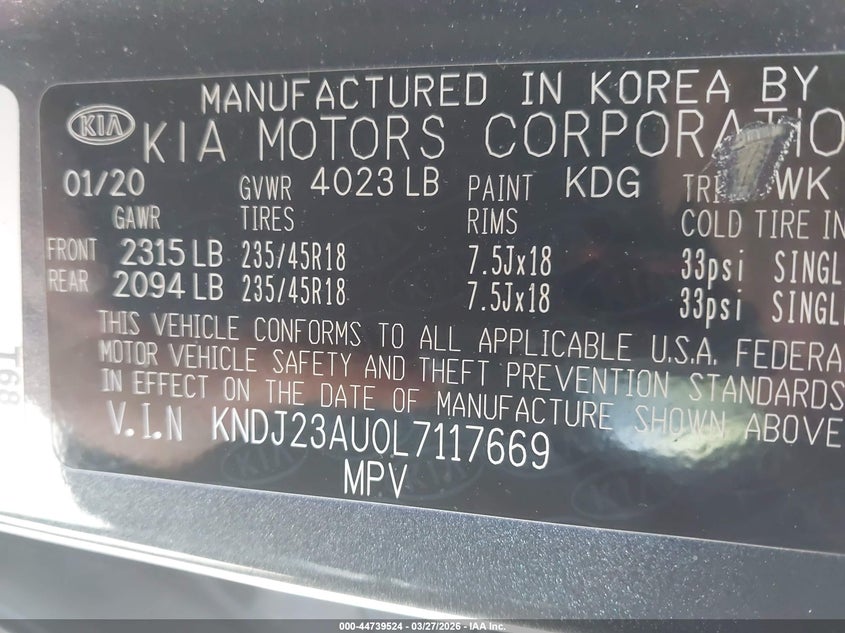 MANUFACTURED IN KOREA BY
KIA KIA MOTORS CORPORATIO
01/20 GVWR 4023 LB PAINT KDG TRI WK
GAWR TIRES RIMS COLD TIRE IN
FRONT 2315 LB 235/45R18 7.5Jx18 33psi SINGL
REAR 2094 LB 235/45R18 7.5Jx18 33psi SINGL
THIS VEHICLE CONFORMS TO ALL APPLICABLE U.S.A. FEDERA
MOTOR VEHICLE SAFETY AND THEFT PREVENTION STANDARDS
IN EFFECT ON THE DATE OF MANUFACTURE SHOWN ABOVE
V.I.N KNDJ23AU0L7117669
MPV
T68
000-44739524 | 03/27/2026 | IAA Inc.